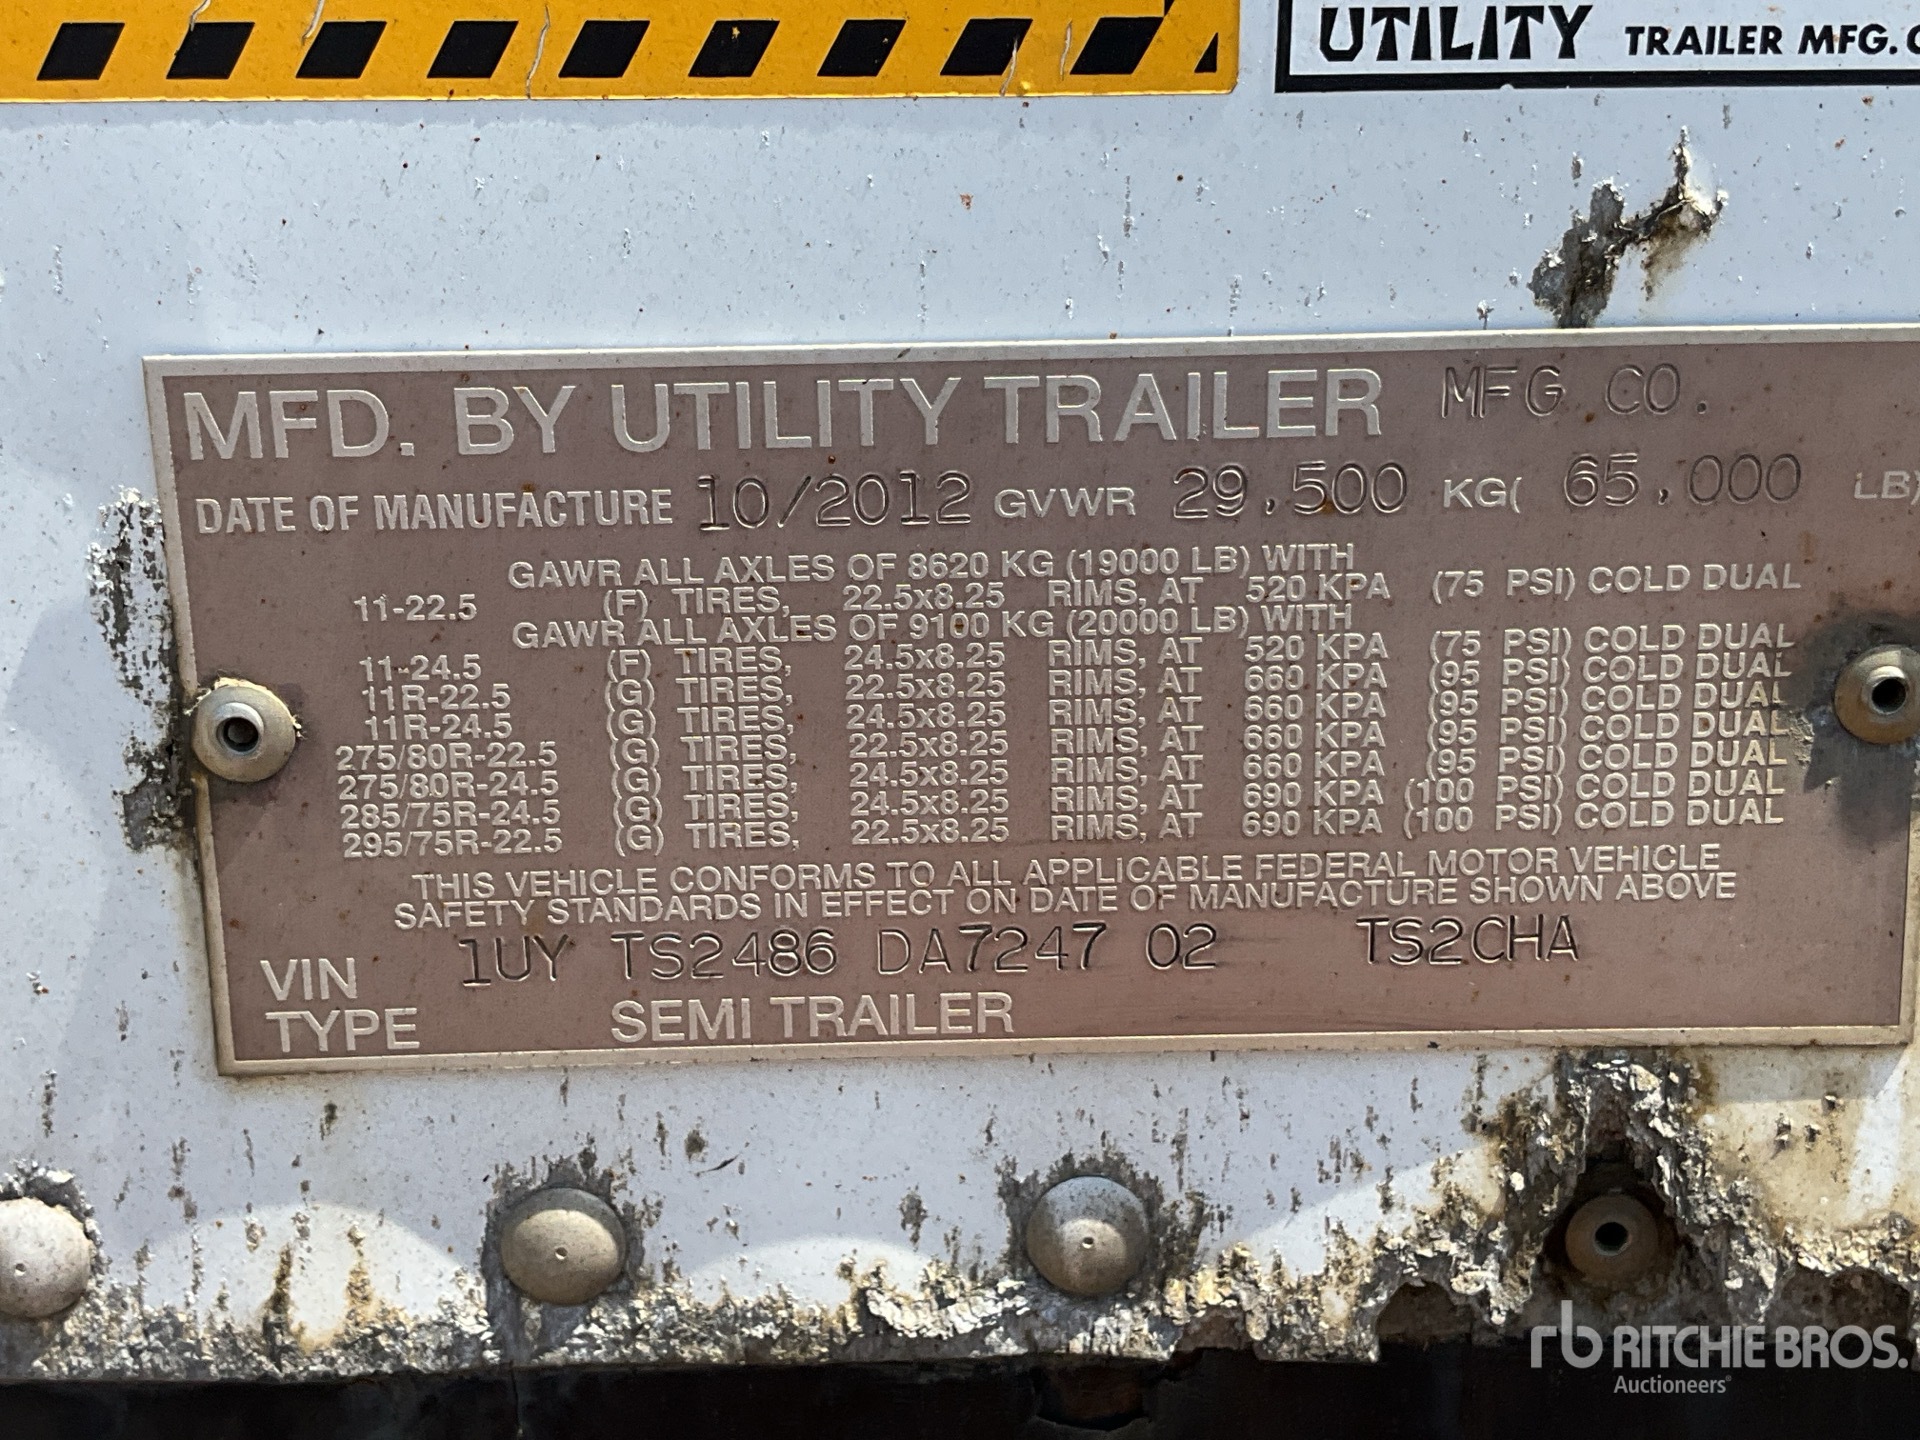 UTILITY TRAILER MFG. C
MFD. BY UTILITY TRAILER MFG CO.
DATE OF MANUFACTURE 10/2012 GVWR 29,500 KG( 65,000 LB)
GAWR ALL AXLES OF 8620 KG (19000 LB) WITH
11-22.5 (F) TIRES, 22.5x8.25 RIMS, AT 520 KPA (75 PSI) COLD DUAL
GAWR ALL AXLES OF 9100 KG (20000 LB) WITH
11-24.5 (F) TIRES, 24.5x8.25 RIMS, AT 520 KPA (75 PSI) COLD DUAL
11R-22.5 (G) TIRES, 22.5x8.25 RIMS, AT 660 KPA (95 PSI) COLD DUAL
11R-24.5 (G) TIRES, 24.5x8.25 RIMS, AT 660 KPA (95 PSI) COLD DUAL
275/80R-22.5 (G) TIRES, 22.5x8.25 RIMS, AT 660 KPA (95 PSI) COLD DUAL
275/80R-24.5 (G) TIRES, 24.5x8.25 RIMS, AT 660 KPA (95 PSI) COLD DUAL
285/75R-24.5 (G) TIRES, 24.5x8.25 RIMS, AT 690 KPA (100 PSI) COLD DUAL
295/75R-22.5 (G) TIRES, 22.5x8.25 RIMS, AT 690 KPA (100 PSI) COLD DUAL
THIS VEHICLE CONFORMS TO ALL APPLICABLE FEDERAL MOTOR VEHICLE
SAFETY STANDARDS IN EFFECT ON DATE OF MANUFACTURE SHOWN ABOVE
VIN 1UY TS2486 DA7247 02 TS2CHA
TYPE SEMI TRAILER
rb RITCHIE BROS.
Auctioneers